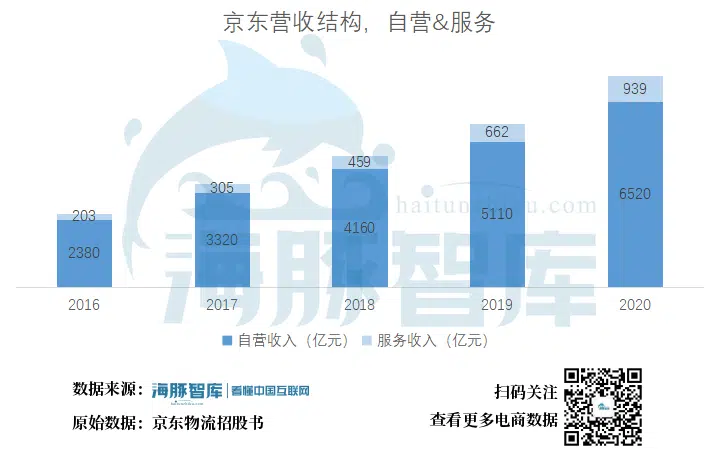 京东营收结构，自营&服务
939
662
459
305
203
6520
5110
4160
3320
2380
2016 2017 2018 2019 2020
自营收入（亿元） 服务收入（亿元）
海豚智库
数据来源：海豚智库 | 看懂中国互联网
原始数据：京东物流招股书
扫码关注
查看更多电商数据